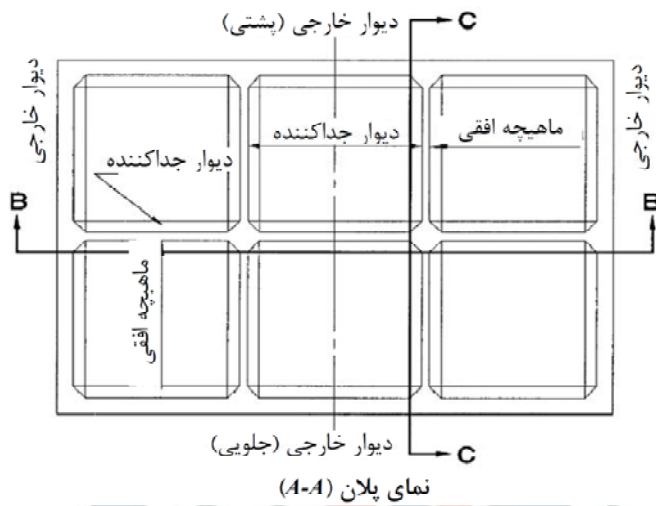 دیوار خارجی (پشتی)
C
دیوار خارجی
دیوار خارجی
دیوار جداکننده
ماهیچه افقی
دیوار جداکننده
B
B
ماهیچه افقی
دیوار خارجی (جلویی)
C
نمای پلان (A-A)